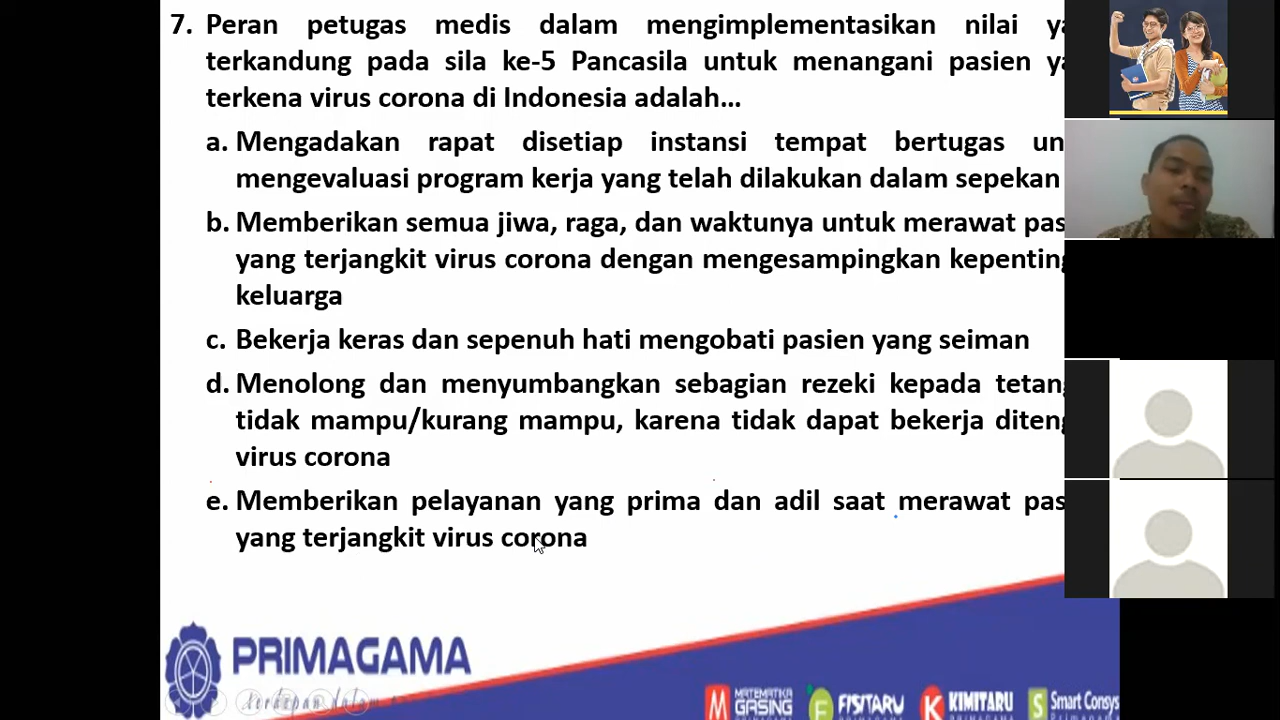 7. Peran petugas medis dalam mengimplementasikan nilai ya
terkandung pada sila ke-5 Pancasila untuk menangani pasien ya
terkena virus corona di Indonesia adalah...
a. Mengadakan rapat disetiap instansi tempat bertugas un
mengevaluasi program kerja yang telah dilakukan dalam sepekan
b. Memberikan semua jiwa, raga, dan waktunya untuk merawat pas
yang terjangkit virus corona dengan mengesampingkan kepenting
keluarga
c. Bekerja keras dan sepenuh hati mengobati pasien yang seiman
d. Menolong dan menyumbangkan sebagian rezeki kepada tetang
tidak mampu/kurang mampu, karena tidak dapat bekerja diteng
virus corona
e. Memberikan pelayanan yang prima dan adil saat merawat pas
yang terjangkit virus corona
PRIMAGAMA
terdepan dalam
MATEMATIKA GASING
FISITARU
KIMITARU
Smart Consys